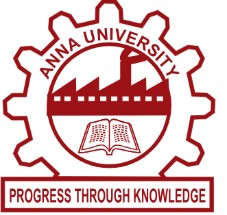 ANNA UNIVERSITY
PROGRESS THROUGH KNOWLEDGE